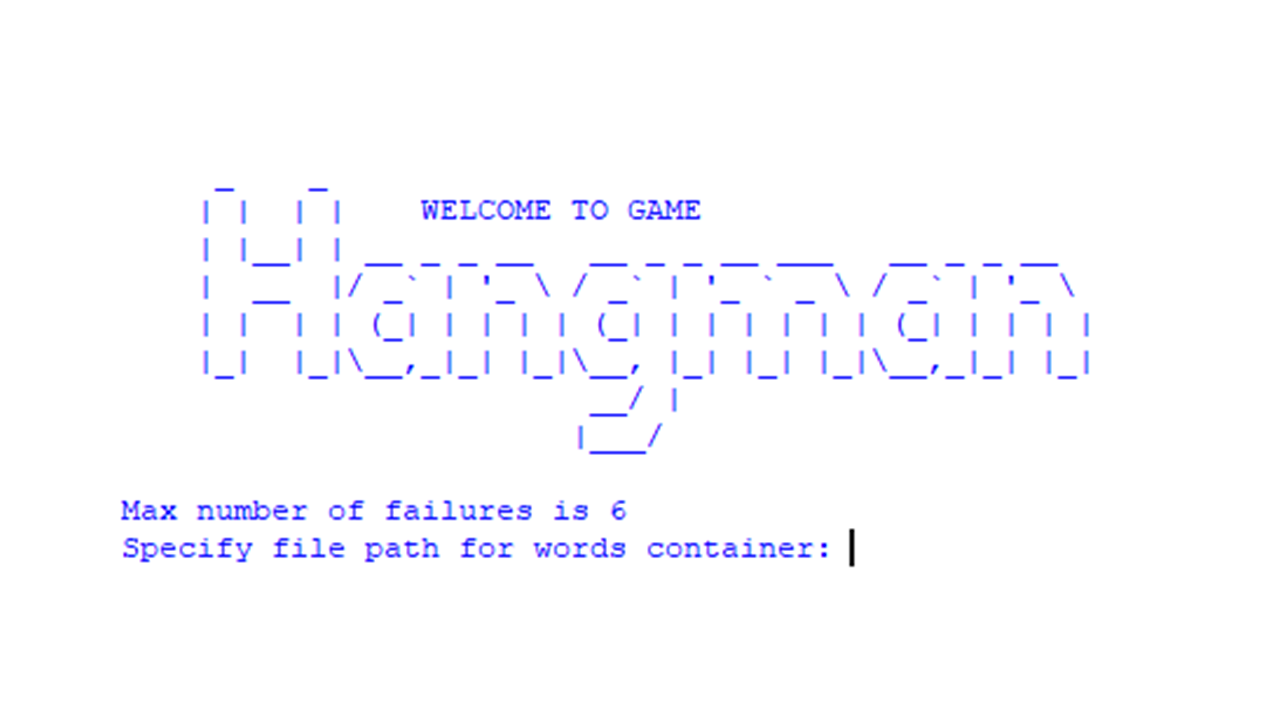 WELCOME TO GAME
Hangman
Max number of failures is 6
Specify file path for words container: